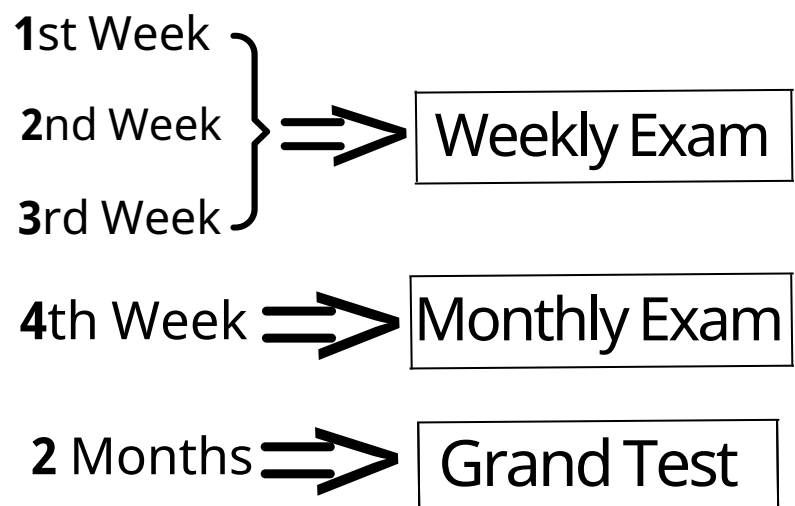 1st Week
2nd Week
Weekly Exam
3rd Week
4th Week
Monthly Exam
2 Months
Grand Test